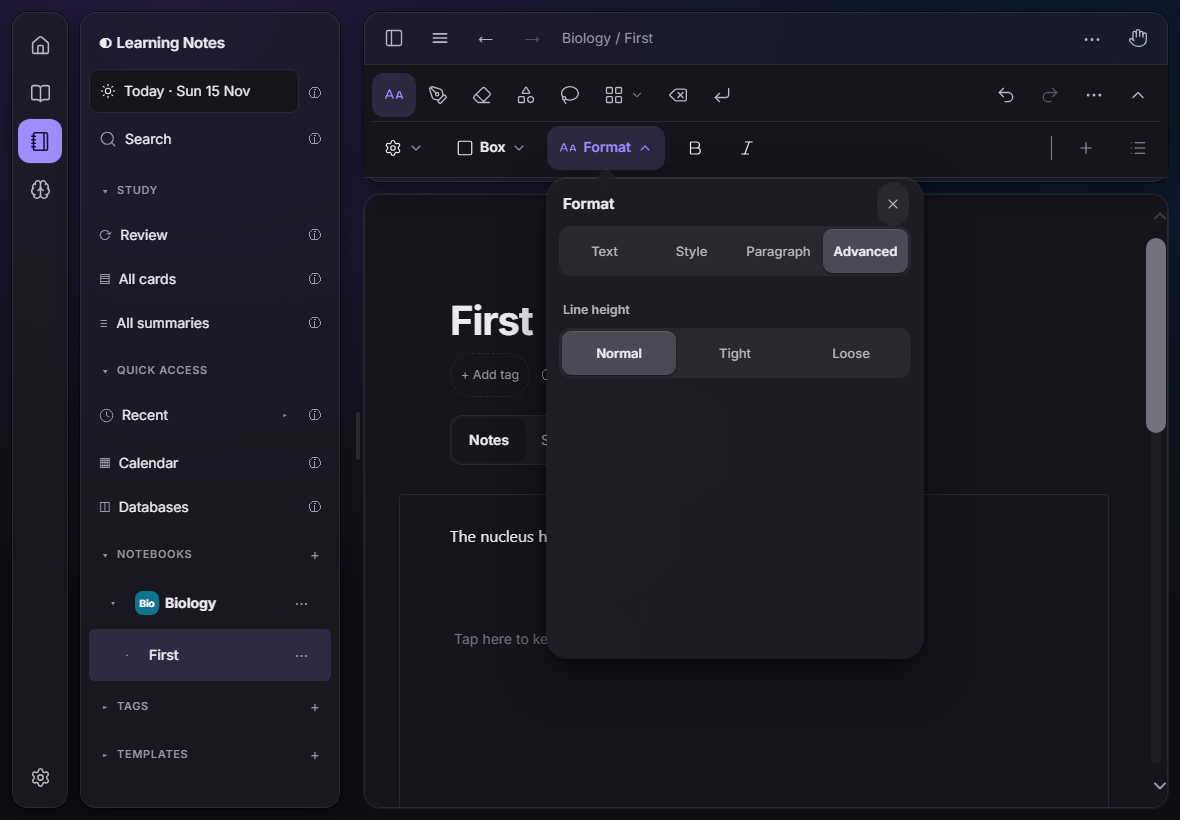 Learning Notes
Today · Sun 15 Nov
Search
STUDY
Review
All cards
All summaries
QUICK ACCESS
Recent
Calendar
Databases
NOTEBOOKS
Bio Biology
First
TAGS
TEMPLATES
Biology / First
AA
Box
AA Format
B I
Format
Text Style Paragraph Advanced
Line height
Normal Tight Loose
First
+ Add tag
Notes S
The nucleus h
Tap here to ke